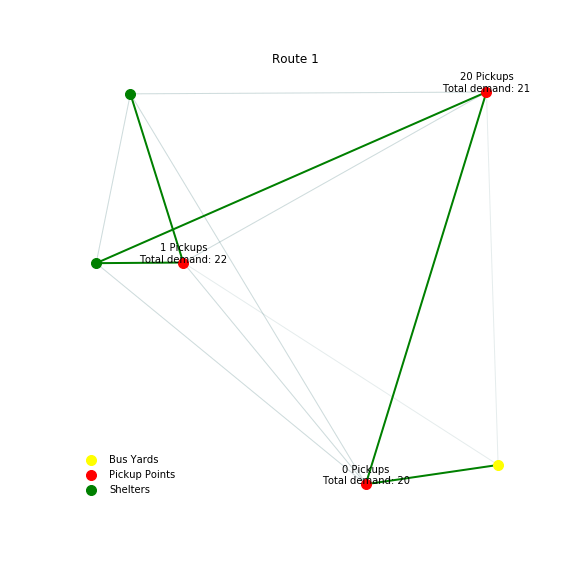 Route 1
20 Pickups
Total demand: 21
1 Pickups
Total demand: 22
0 Pickups
Total demand: 20
Bus Yards
Pickup Points
Shelters